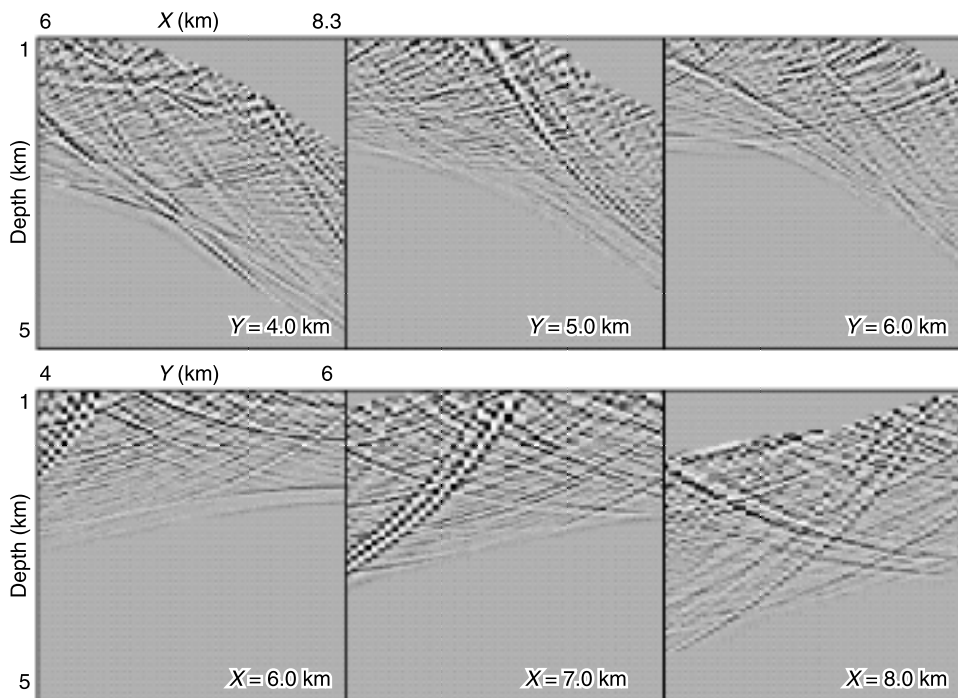 6 X (km) 8.3
1
Depth (km)
5
Y = 4.0 km
Y = 5.0 km
Y = 6.0 km
4 Y (km) 6
1
Depth (km)
5
X = 6.0 km
X = 7.0 km
X = 8.0 km